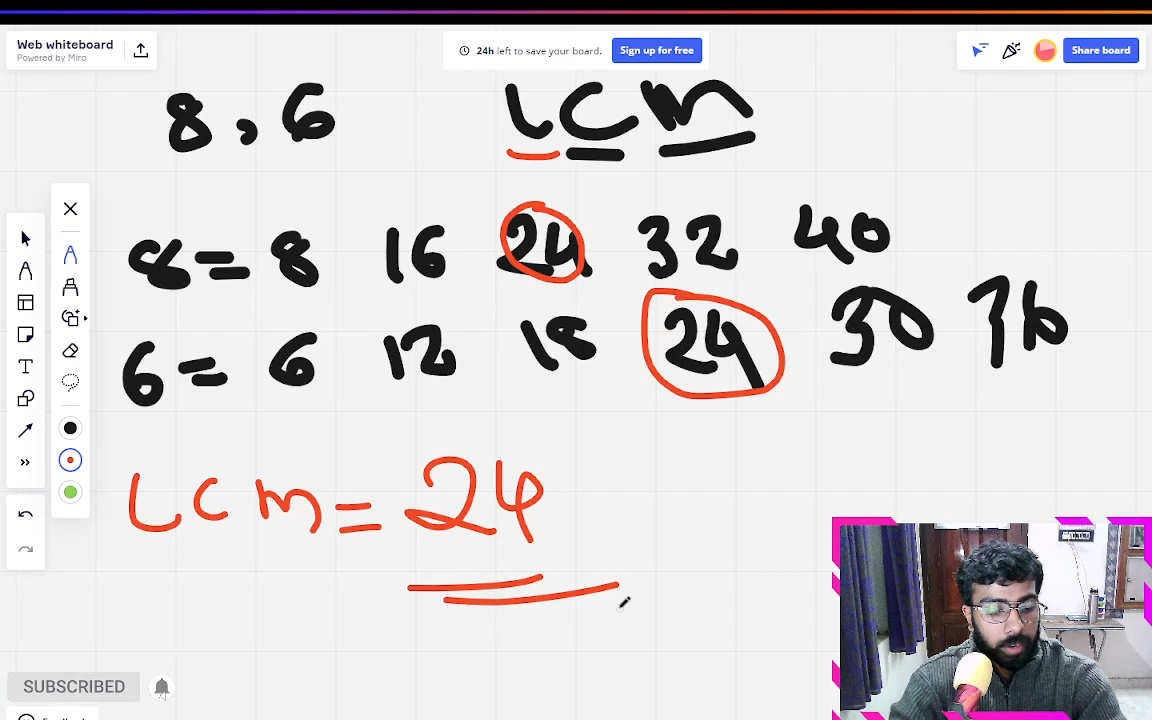 Web whiteboard
Powered by Miro
24h left to save your board. Sign up for free
Share board
8, 6 LCM
8= 8 16 24 32 40
6= 6 12 18 24 30 36
LCM = 24
SUBSCRIBED